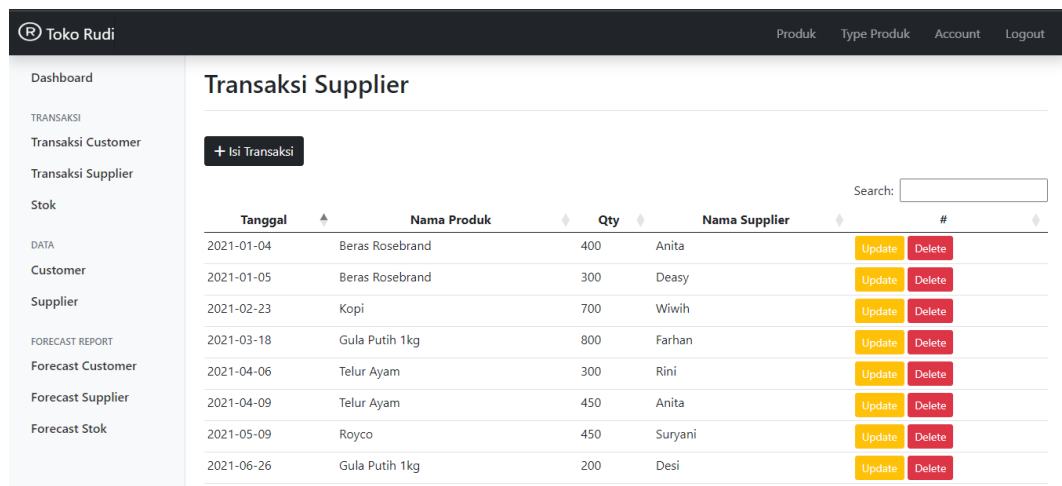 ® Toko Rudi
Produk Type Produk Account Logout
Dashboard
TRANSAKSI
Transaksi Customer
Transaksi Supplier
Stok
DATA
Customer
Supplier
FORECAST REPORT
Forecast Customer
Forecast Supplier
Forecast Stok
Transaksi Supplier
+ Isi Transaksi
Search:
Tanggal Nama Produk Qty Nama Supplier #
2021-01-04 Beras Rosebrand 400 Anita Update Delete
2021-01-05 Beras Rosebrand 300 Deasy Update Delete
2021-02-23 Kopi 700 Wiwih Update Delete
2021-03-18 Gula Putih 1kg 800 Farhan Update Delete
2021-04-06 Telur Ayam 300 Rini Update Delete
2021-04-09 Telur Ayam 450 Anita Update Delete
2021-05-09 Royco 450 Suryani Update Delete
2021-06-26 Gula Putih 1kg 200 Desi Update Delete